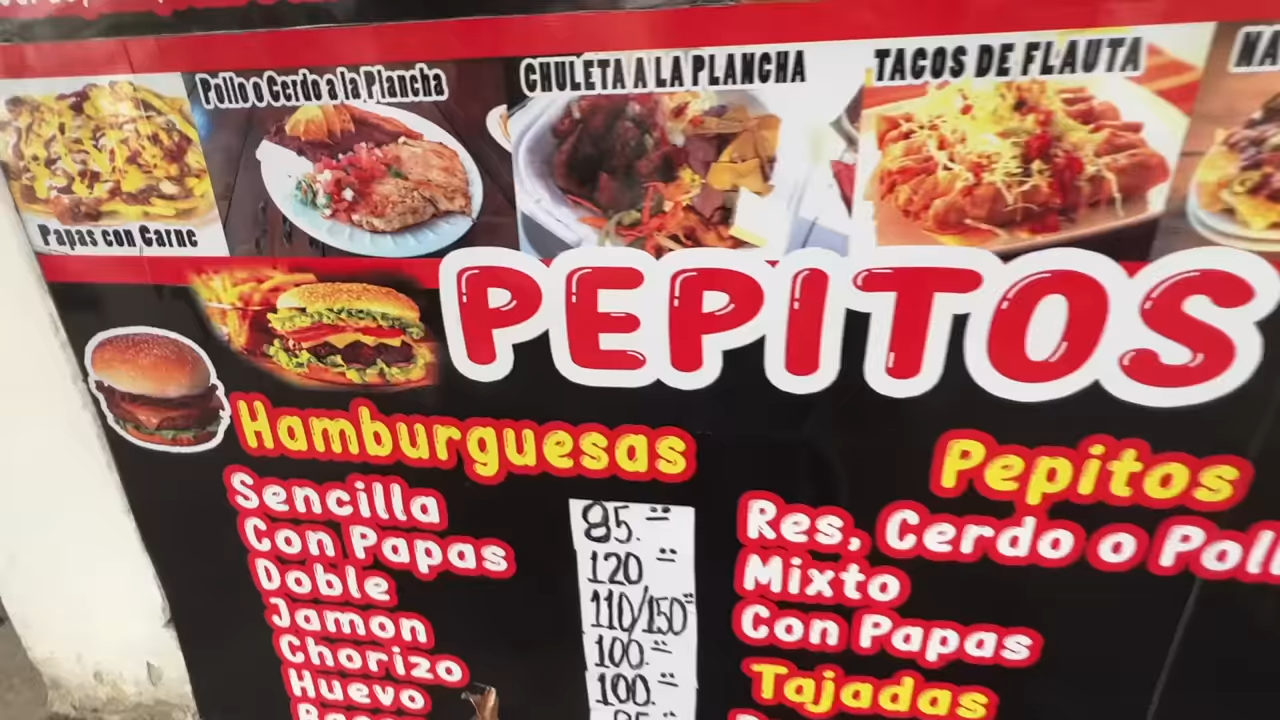 Pollo o Cerdo a la Plancha
CHULETA A LA PLANCHA
TACOS DE FLAUTA
NA
Papas con Carne
PEPITOS
Hamburguesas
Sencilla 85.=
Con Papas 120 =
Doble 110/150=
Jamon 100.=
Chorizo 100.=
Huevo
Pepitos
Res, Cerdo o Poll
Mixto
Con Papas
Tajadas